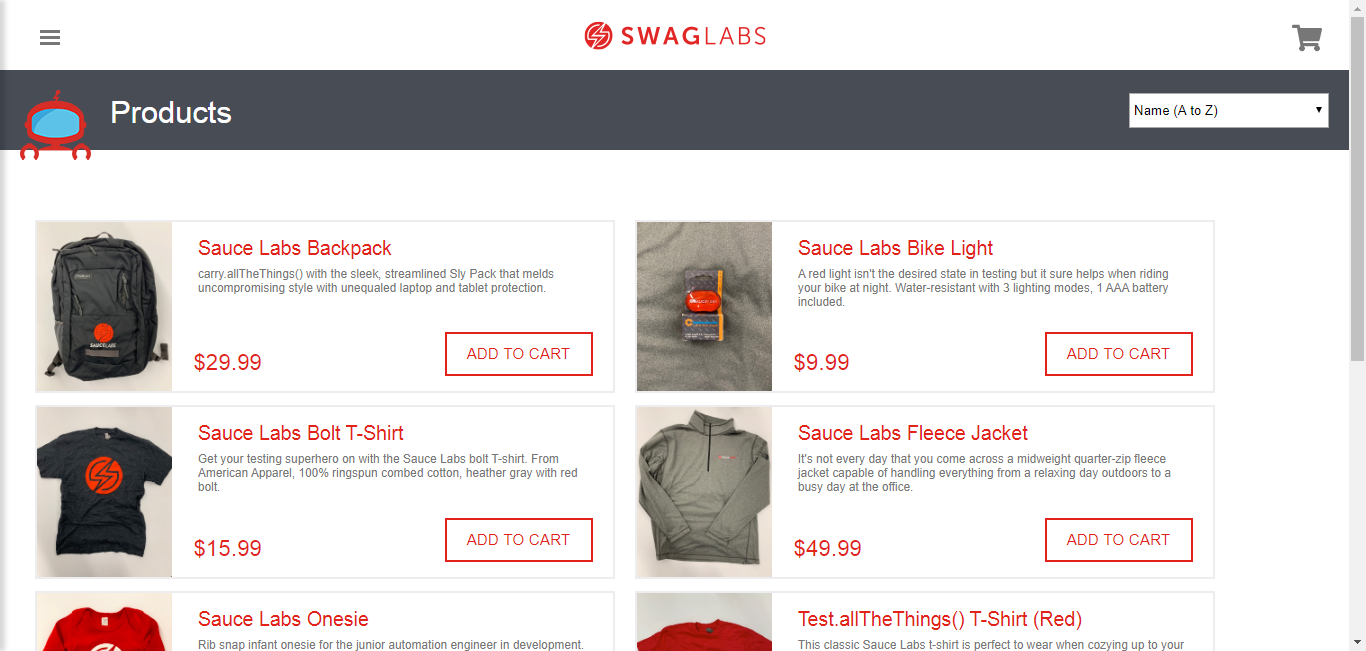 SWAGLABS
Products
Name (A to Z)
Sauce Labs Backpack
carry.allTheThings() with the sleek, streamlined Sly Pack that melds
uncompromising style with unequaled laptop and tablet protection.
$29.99
ADD TO CART
Sauce Labs Bike Light
A red light isn't the desired state in testing but it sure helps when riding
your bike at night. Water-resistant with 3 lighting modes, 1 AAA battery
included.
$9.99
ADD TO CART
Sauce Labs Bolt T-Shirt
Get your testing superhero on with the Sauce Labs bolt T-shirt. From
American Apparel, 100% ringspun combed cotton, heather gray with red
bolt.
$15.99
ADD TO CART
Sauce Labs Fleece Jacket
It's not every day that you come across a midweight quarter-zip fleece
jacket capable of handling everything from a relaxing day outdoors to a
busy day at the office.
$49.99
ADD TO CART
Sauce Labs Onesie
Rib snap infant onesie for the junior automation engineer in development.
Test.allTheThings() T-Shirt (Red)
This classic Sauce Labs t-shirt is perfect to wear when cozying up to your